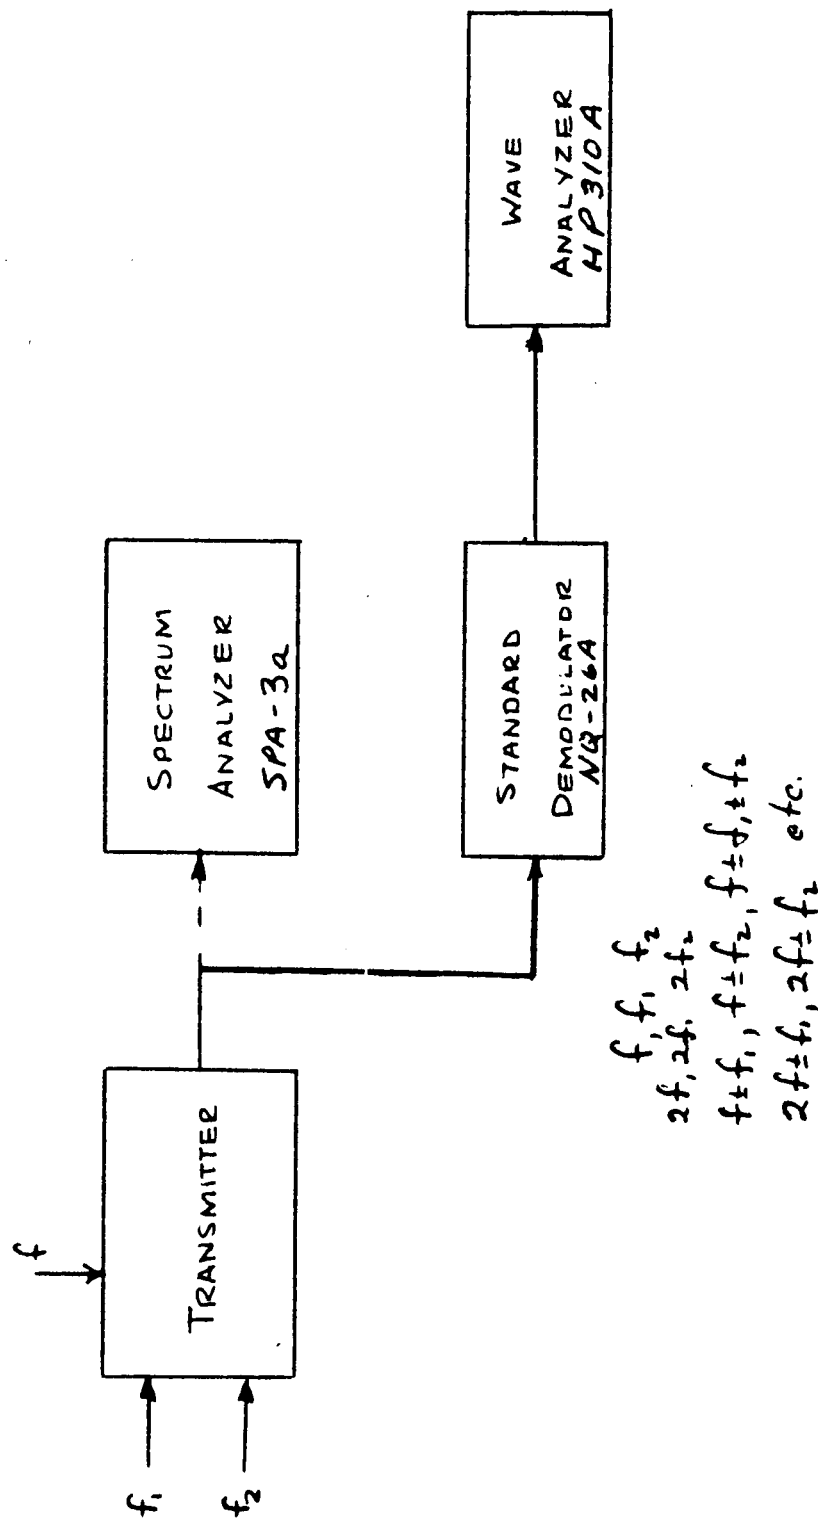 f
f₁
f₂
TRANSMITTER
SPECTRUM
ANALYZER
SPA-3a
STANDARD
DEMODULATOR
NQ-26A
WAVE
ANALYZER
HP 310A
f, f₁ f₂
2f, 2f₁ 2f₂
f±f₁, f±f₂, f±f₁±f₂
2f±f₁, 2f±f₂ etc.